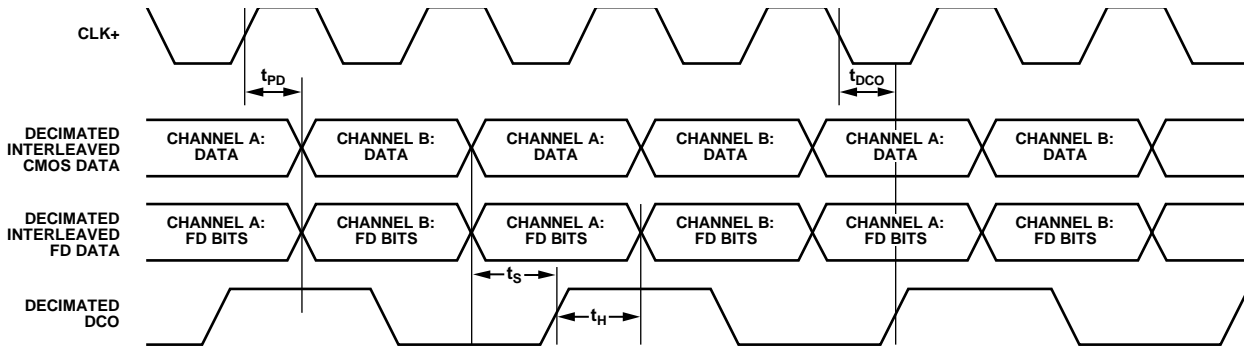 CLK+
tPD
tDCO
DECIMATED
INTERLEAVED
CMOS DATA
CHANNEL A:
DATA
CHANNEL B:
DATA
CHANNEL A:
DATA
CHANNEL B:
DATA
CHANNEL A:
DATA
CHANNEL B:
DATA
DECIMATED
INTERLEAVED
FD DATA
CHANNEL A:
FD BITS
CHANNEL B:
FD BITS
CHANNEL A:
FD BITS
CHANNEL B:
FD BITS
CHANNEL A:
FD BITS
CHANNEL B:
FD BITS
tS
DECIMATED
DCO
tH